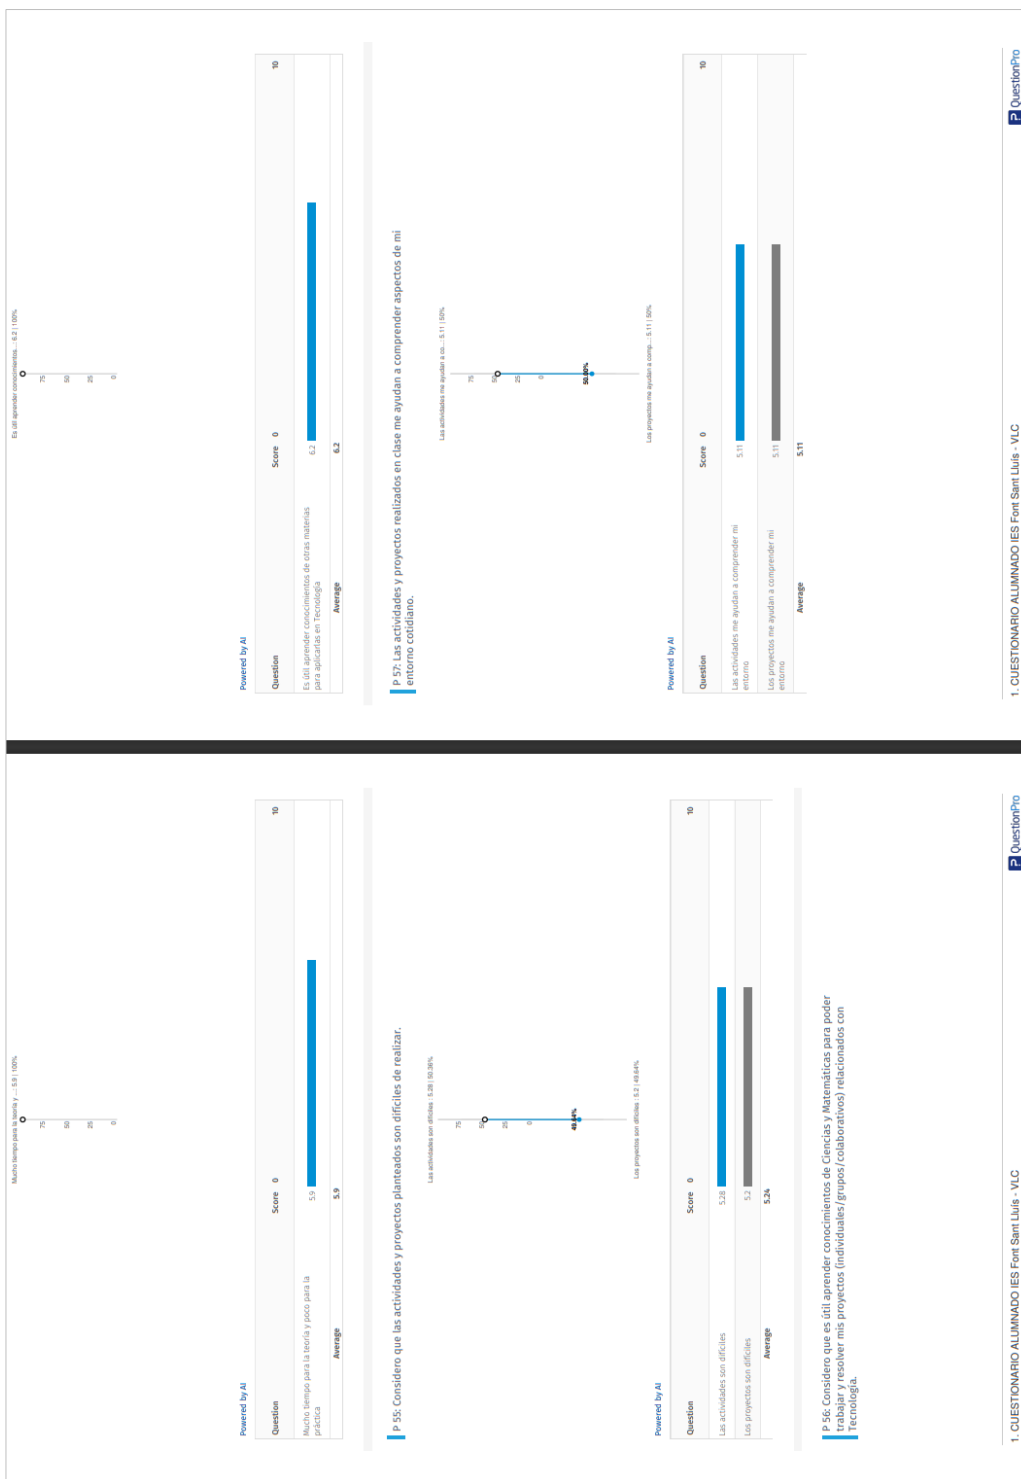 Mucho tiempo para la teoría y ...: 5.9 | 100%
75
50
25
0
Powered by AI
Question Score 0 10
Mucho tiempo para la teoría y poco para la
práctica
5.9
Average 5.9
P 55: Considero que las actividades y proyectos planteados son difíciles de realizar.
Las actividades son difíciles : 5.28 | 50.36%
75
50
25
0
49.64%
Los proyectos son difíciles : 5.2 | 49.64%
Powered by AI
Question Score 0 10
Las actividades son difíciles 5.28
Los proyectos son difíciles 5.2
Average 5.24
P 56: Considero que es útil aprender conocimientos de Ciencias y Matemáticas para poder
trabajar y resolver mis proyectos (individuales/grupos/colaborativos) relacionados con
Tecnología.
1. CUESTIONARIO ALUMNADO IES Font Sant Lluís - VLC QuestionPro
Es útil aprender conocimientos...: 6.2 | 100%
75
50
25
0
Powered by AI
Question Score 0 10
Es útil aprender conocimientos de otras materias
para aplicarlas en Tecnología
6.2
Average 6.2
P 57: Las actividades y proyectos realizados en clase me ayudan a comprender aspectos de mi
entorno cotidiano.
Las actividades me ayudan a co...: 5.11 | 50%
75
50
25
0
50.00%
Los proyectos me ayudan a comp...: 5.11 | 50%
Powered by AI
Question Score 0 10
Las actividades me ayudan a comprender mi
entorno
5.11
Los proyectos me ayudan a comprender mi
entorno
5.11
Average 5.11
1. CUESTIONARIO ALUMNADO IES Font Sant Lluís - VLC QuestionPro